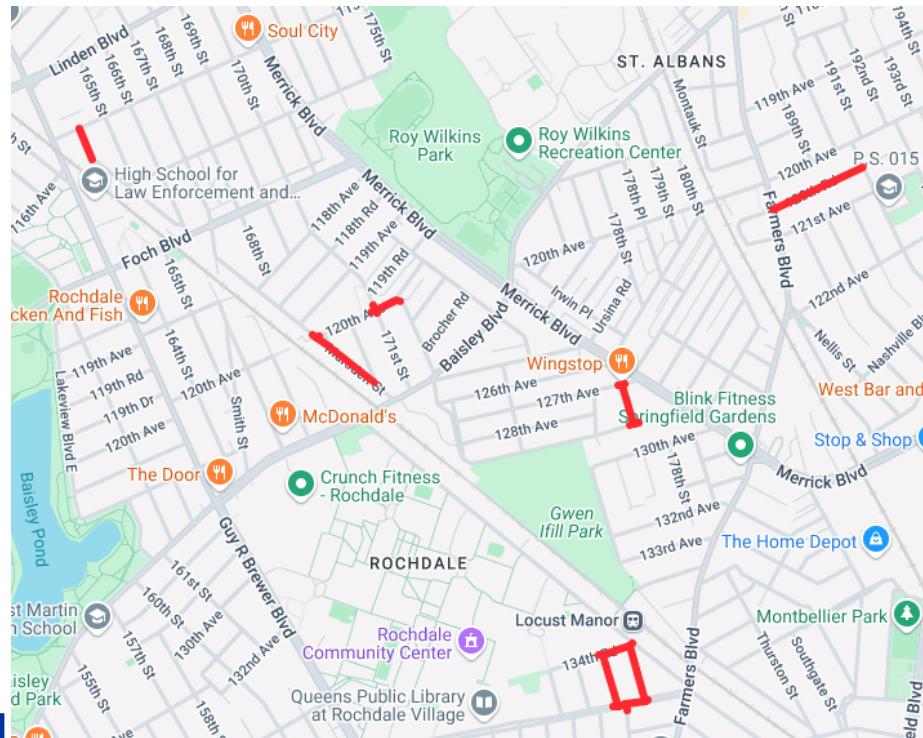 Soul City
Linden Blvd
165th St
166th St
167th St
168th St
169th St
170th St
175th St
Merrick Blvd
ST. ALBANS
Montauk St
118
194th St
193rd St
192nd St
191st St
189th St
119th Ave
120th Ave
P.S. 015
121st Ave
Farmers Blvd
122nd Ave
Nellis St
Nashville Bl
Roy Wilkins
Park
Roy Wilkins
Recreation Center
High School for
Law Enforcement and...
116th Ave
Foch Blvd
168th St
118th Ave
118th Rd
119th Ave
119th Rd
Merrick Blvd
178th Pl
178th St
179th St
180th St
120th Ave
Irwin Pl
Ursina Rd
Merrick Blvd
Rochdale
cken And Fish
165th St
164th St
120th Ave
171st St
Brocher Rd
Baisley Blvd
119th Ave
119th Rd
119th Dr
120th Ave
120th Ave
Smith St
Lakeview Blvd E
McDonald's
The Door
Wingstop
126th Ave
127th Ave
128th Ave
Blink Fitness
Springfield Gardens
130th Ave
178th St
132nd Ave
133rd Ave
West Bar and
Stop & Shop
Merrick Blvd
The Home Depot
Crunch Fitness
- Rochdale
Gwen
Ifill Park
Baisley
Pond
Guy R Brewer Blvd
ROCHDALE
Locust Manor
Montbellier Park
st Martin
School
161st St
160th St
157th St
155th St
130th Ave
132nd Ave
158th St
Rochdale
Community Center
134th Rd
Queens Public Library
at Rochdale Village
Farmers Blvd
Thurston St
Southgate St
ield Blvd
aisley
d Park